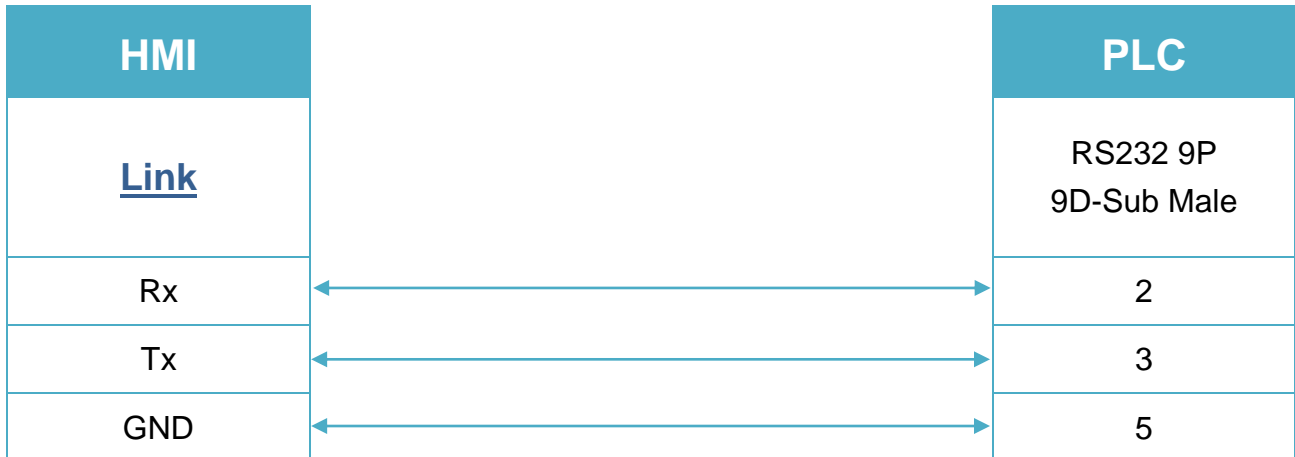 HMI PLC
Link RS232 9P
9D-Sub Male
Rx 2
Tx 3
GND 5